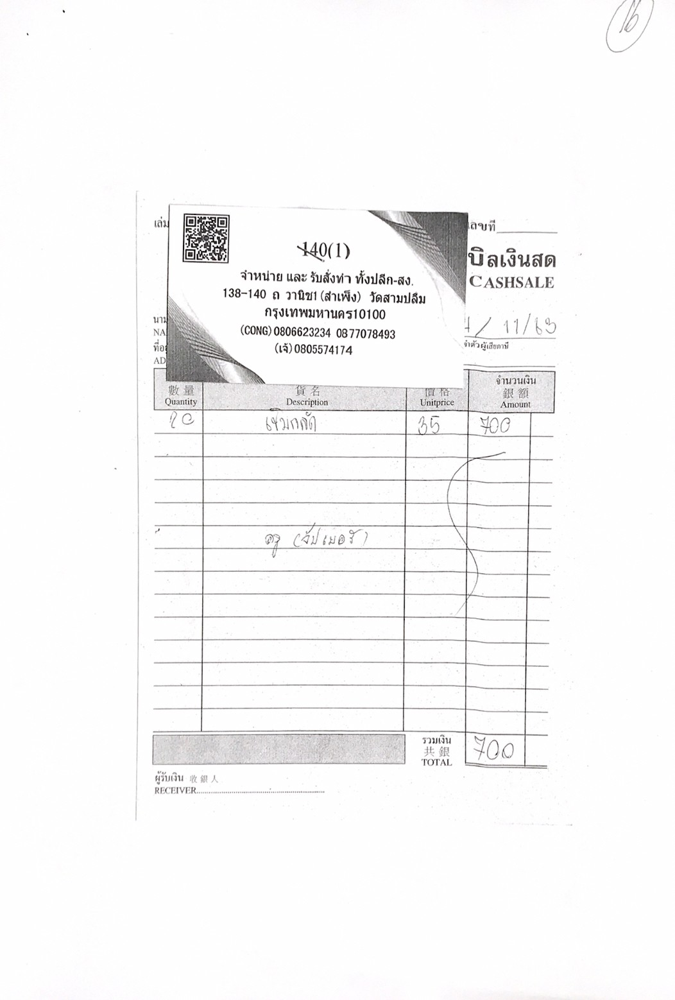 16
เล่ม
เลขที่
140(1)
บิลเงินสด
CASHSALE
จำหน่าย และ รับสั่งทำ ทั้งปลีก-สง.
138-140 ถ วานิช1 (สำเพ็ง) วัดสามปลื้ม
กรุงเทพมหานคร10100
(CONG) 0806623234 0877078493
(เจ้) 0805574174
นาม
NA
/ 11/63
ที่อ
จำตัวผู้เสียภาษี
AD
จำนวนเงิน
數量 貨名 價格 銀額
Quantity Description Unitprice Amount
20 เข็มกลัด 35 700
รวมเงิน
共銀 700
TOTAL
ผู้รับเงิน 收銀人
RECEIVER